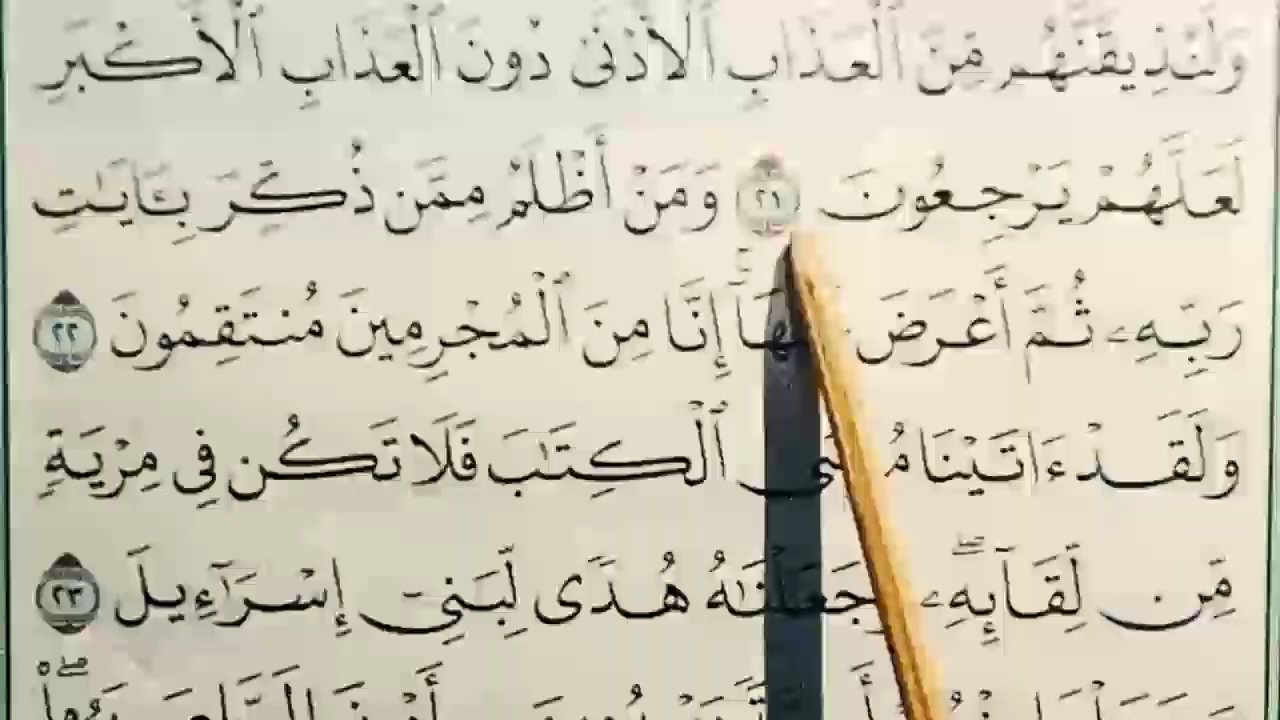 وَلَنُذِيقَنَّهُم مِّنَ ٱلْعَذَابِ ٱلْأَدْنَىٰ دُونَ ٱلْعَذَابِ ٱلْأَكْبَرِ
لَعَلَّهُمْ يَرْجِعُونَ ٢١ وَمَنْ أَظْلَمُ مِمَّن ذُكِّرَ بِـَٔايَـٰتِ
رَبِّهِۦ ثُمَّ أَعْرَضَ إِنَّا مِنَ ٱلْمُجْرِمِينَ مُنتَقِمُونَ ٢٢
وَلَقَدْ ءَاتَيْنَا ٱلْكِتَـٰبَ فَلَا تَكُن فِى مِرْيَةٍ
مِّن لِّقَآئِهِۦ هُدًى لِّبَنِىٓ إِسْرَٰٓءِيلَ ٢٣